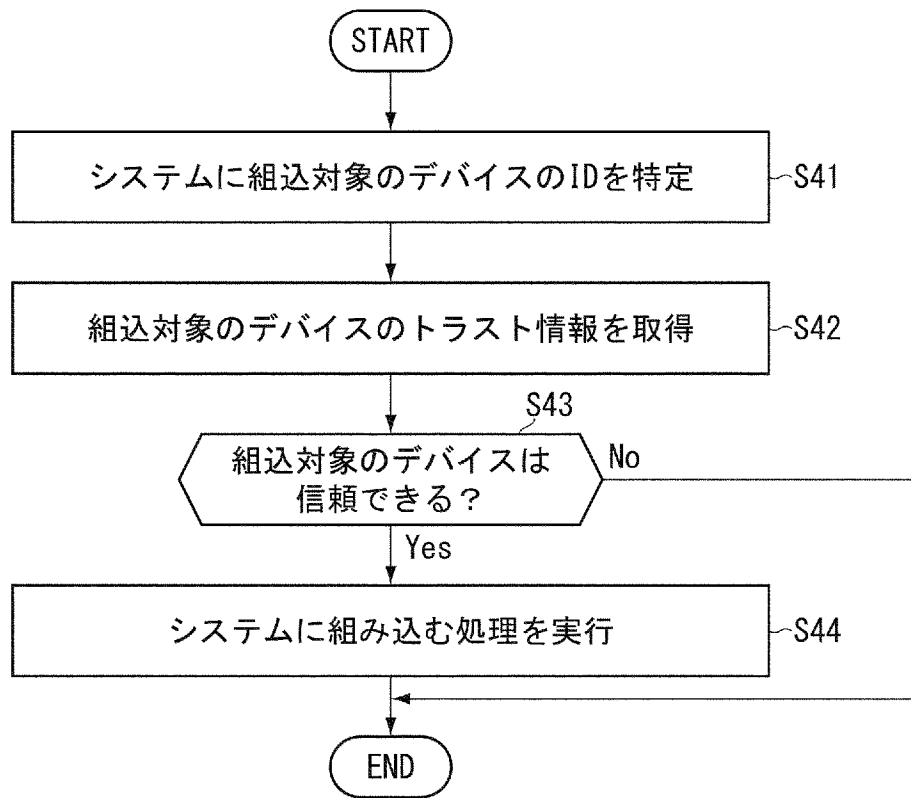 START
システムに組込対象のデバイスのIDを特定
S41
組込対象のデバイスのトラスト情報を取得
S42
S43
組込対象のデバイスは
信頼できる?
No
Yes
システムに組み込む処理を実行
S44
END